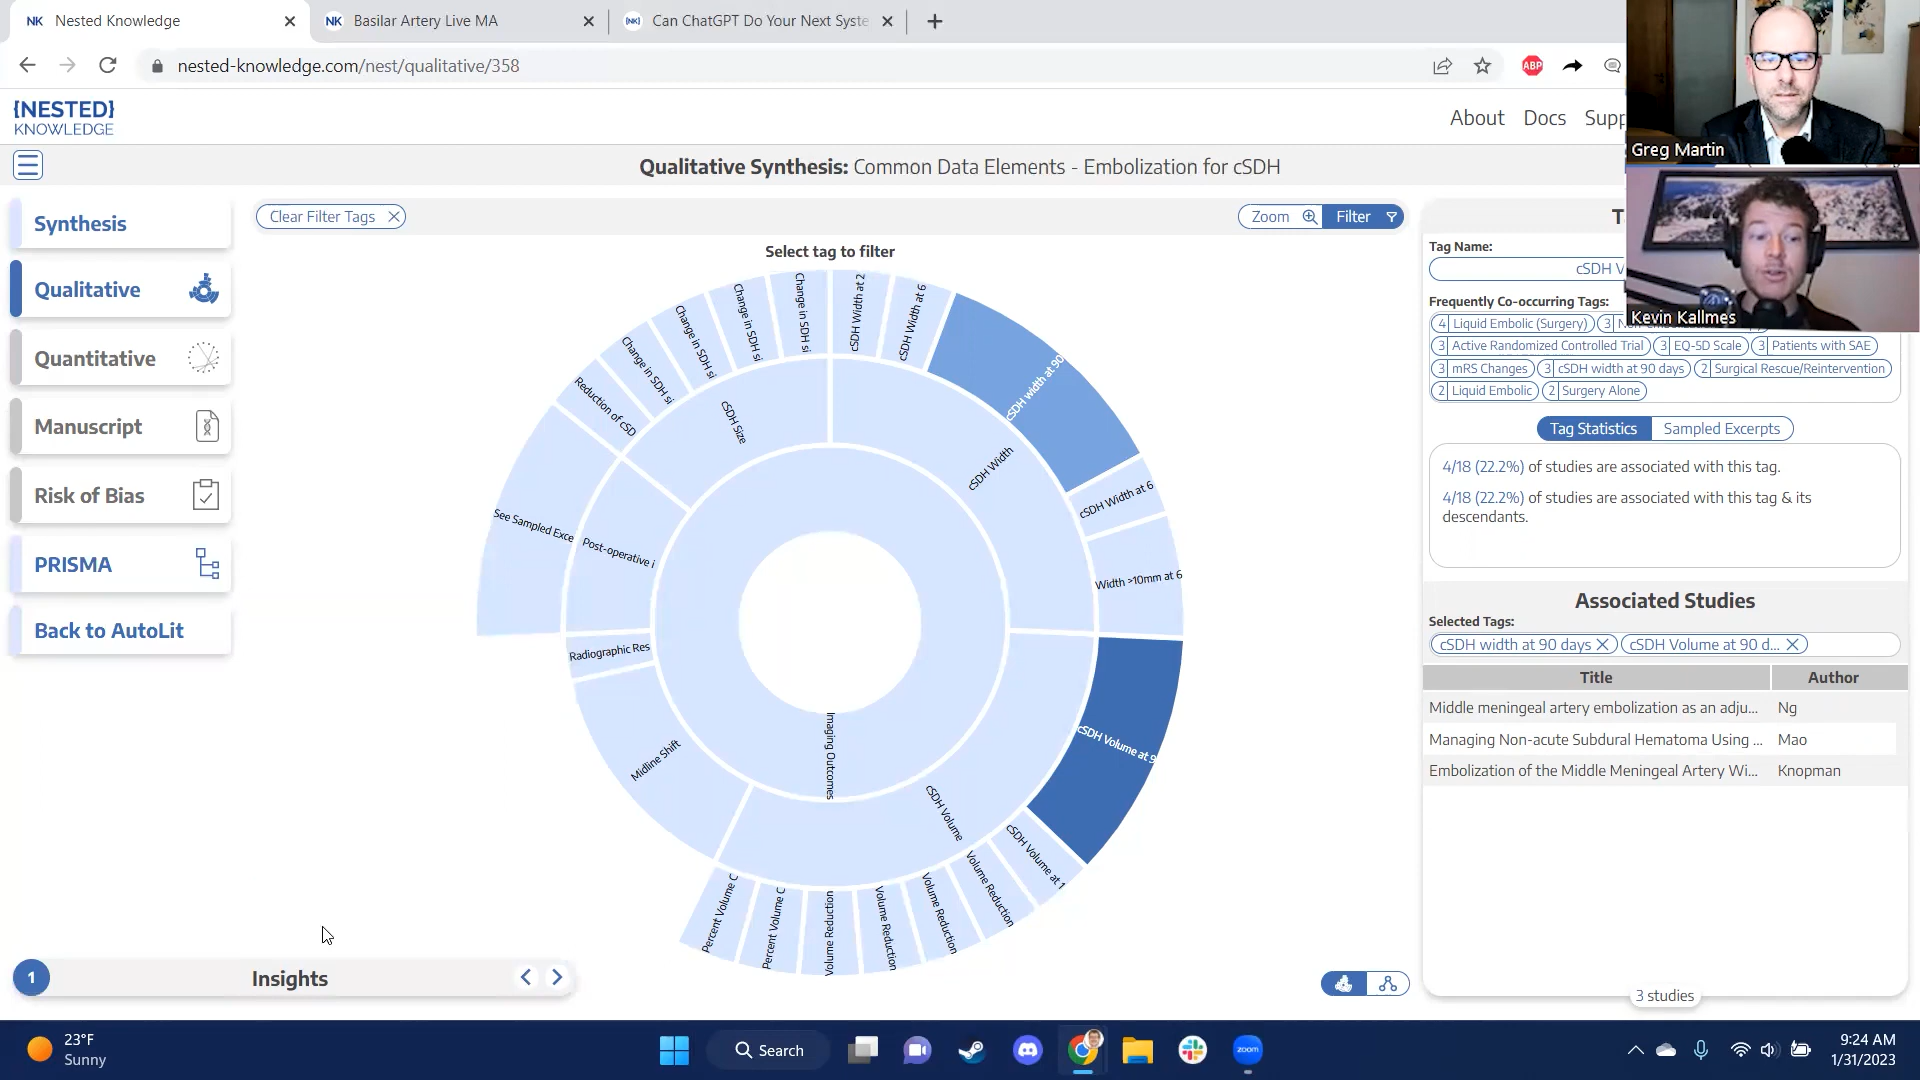 Nested Knowledge
Basilar Artery Live MA
Can ChatGPT Do Your Next Syste
nested-knowledge.com/nest/qualitative/358
ABP
{NESTED}
KNOWLEDGE
About
Docs
Supp
Greg Martin
Kevin Kallmes
Qualitative Synthesis: Common Data Elements - Embolization for cSDH
Synthesis
Qualitative
Quantitative
Manuscript
Risk of Bias
PRISMA
Back to AutoLit
Clear Filter Tags
Zoom
Filter
Select tag to filter
Change in SDH si
Change in SDH si
Change in SDH si
Change in SDH si
Reduction of cSD
cSDH Width at 2
cSDH Width at 6
cSDH width at 90
cSDH Width at 6
Width >10mm at 6
cSDH Size
cSDH Width
See Sampled Exce
Post-operative i
Radiographic Res
Midline Shift
Imaging Outcomes
cSDH Volume
cSDH Volume at 9
cSDH Volume at 1
Volume Reduction
Volume Reduction
Volume Reduction
Volume Reduction
Percent Volume C
Percent Volume C
Tag Name:
cSDH V
Frequently Co-occurring Tags:
4 Liquid Embolic (Surgery)
3
3 Active Randomized Controlled Trial
3 EQ-5D Scale
3 Patients with SAE
3 mRS Changes
3 cSDH width at 90 days
2 Surgical Rescue/Reintervention
2 Liquid Embolic
2 Surgery Alone
Tag Statistics
Sampled Excerpts
4/18 (22.2%) of studies are associated with this tag.
4/18 (22.2%) of studies are associated with this tag & its
descendants.
Associated Studies
Selected Tags:
cSDH width at 90 days
cSDH Volume at 90 d...
Title
Author
Middle meningeal artery embolization as an adju...
Ng
Managing Non-acute Subdural Hematoma Using ...
Mao
Embolization of the Middle Meningeal Artery Wi...
Knopman
3 studies
1
Insights
23°F
Sunny
Search
zoom
9:24 AM
1/31/2023